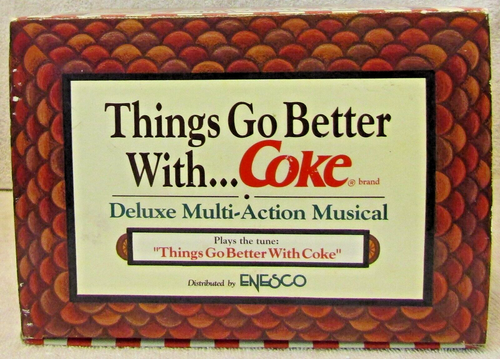 Things Go Better
With...Coke ® brand
Deluxe Multi-Action Musical
Plays the tune:
"Things Go Better With Coke"
Distributed by ENESCO